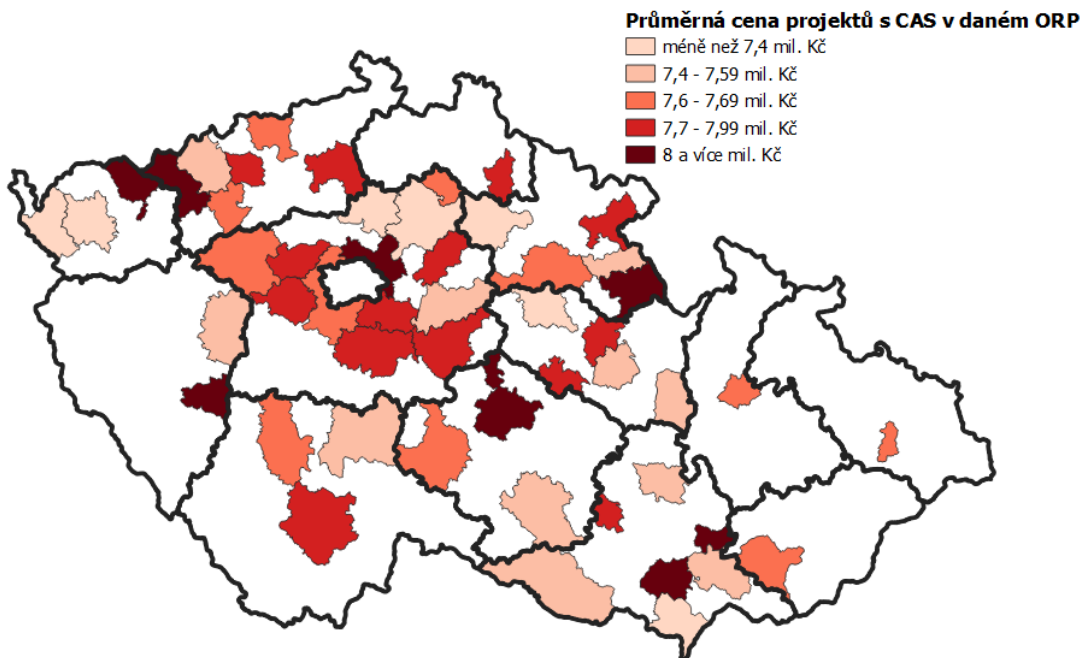 Průměrná cena projektů s CAS v daném ORP
méně než 7,4 mil. Kč
7,4 - 7,59 mil. Kč
7,6 - 7,69 mil. Kč
7,7 - 7,99 mil. Kč
8 a více mil. Kč